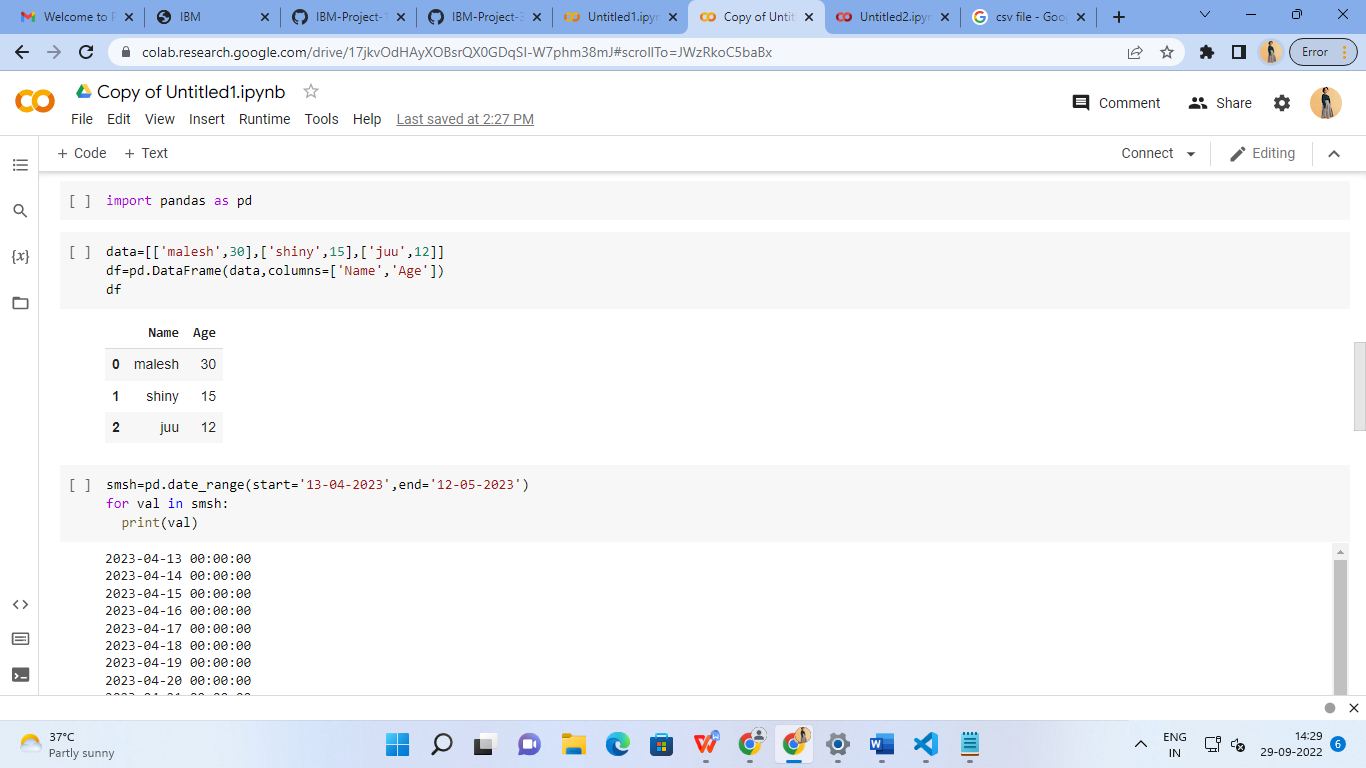 Welcome to P
IBM
IBM-Project-
IBM-Project-
Untitled1.ipyn
Copy of Untit
Untitled2.ipyn
csv file - Goo
colab.research.google.com/drive/17jkvOdHAyXOBsrQX0GDqSI-W7phm38mJ#scrollTo=JWzRkoC5baBx
Error
Copy of Untitled1.ipynb
File Edit View Insert Runtime Tools Help Last saved at 2:27 PM
Comment Share
+ Code + Text
Connect Editing
[ ] import pandas as pd
[ ] data=[['malesh',30],['shiny',15],['juu',12]]
df=pd.DataFrame(data,columns=['Name','Age'])
df
Name Age
0 malesh 30
1 shiny 15
2 juu 12
[ ] smsh=pd.date_range(start='13-04-2023',end='12-05-2023')
for val in smsh:
print(val)
2023-04-13 00:00:00
2023-04-14 00:00:00
2023-04-15 00:00:00
2023-04-16 00:00:00
2023-04-17 00:00:00
2023-04-18 00:00:00
2023-04-19 00:00:00
2023-04-20 00:00:00
37°C
Partly sunny
ENG
IN
14:29
29-09-2022
6